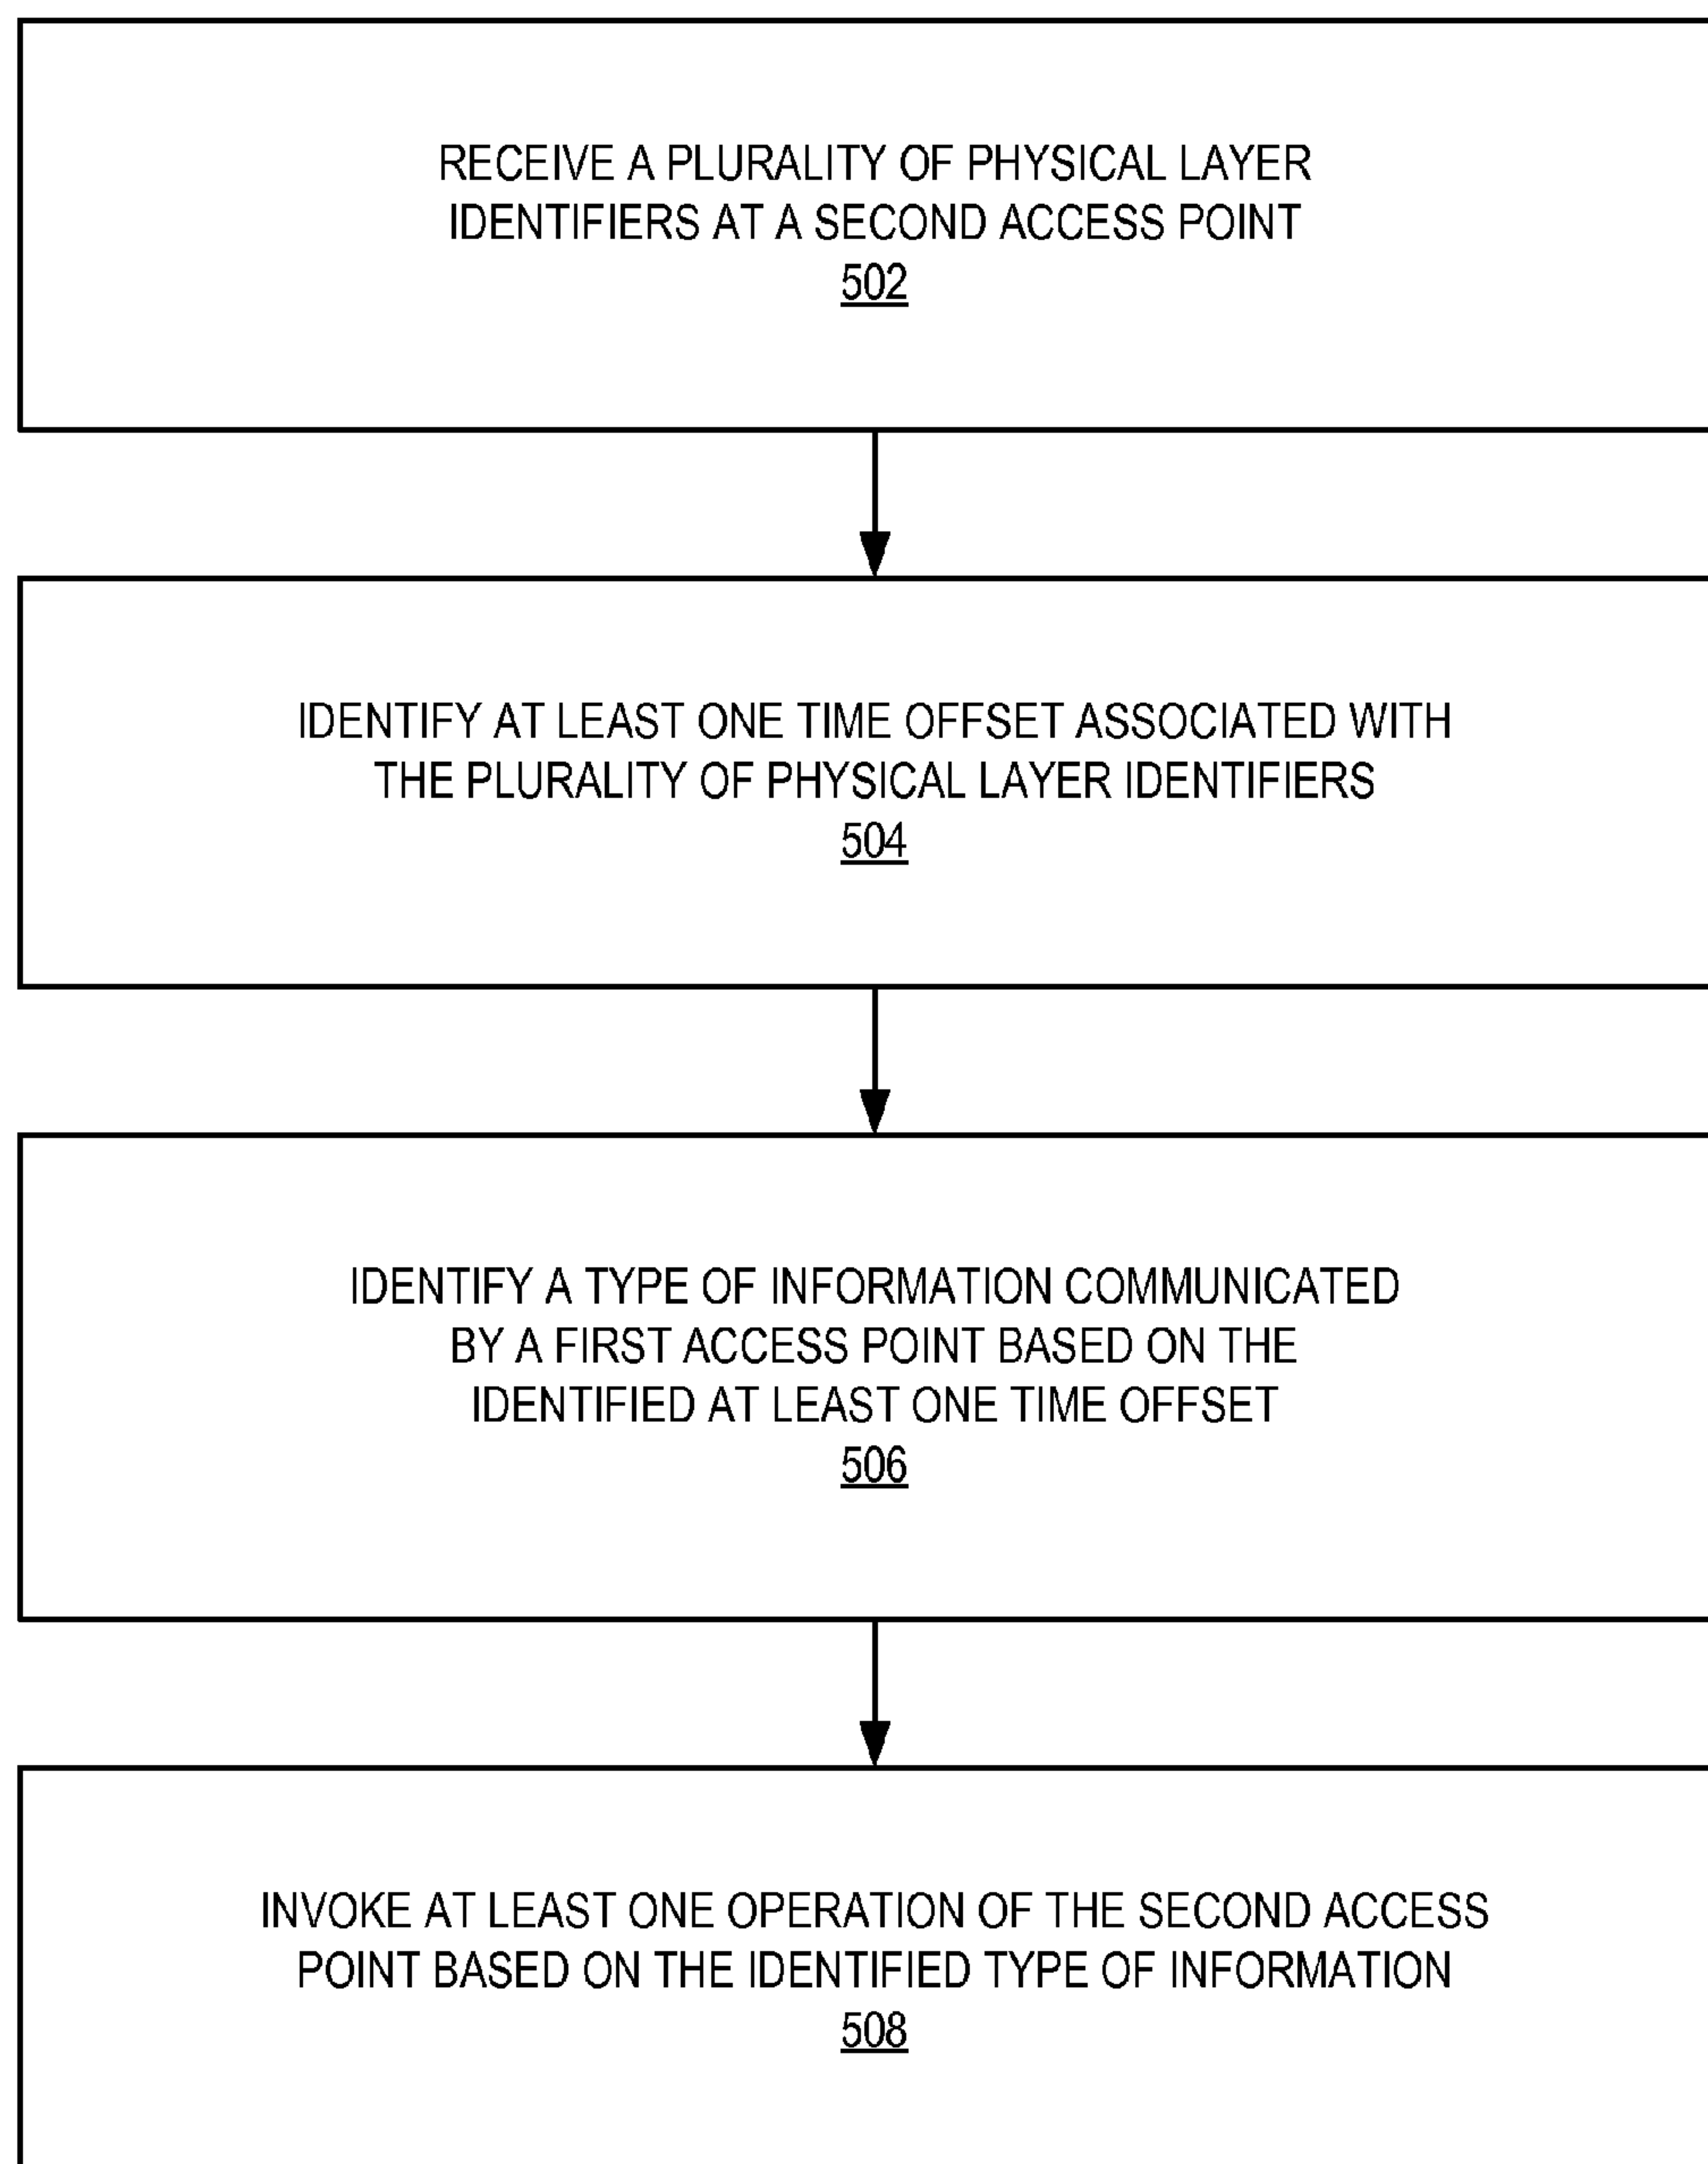 RECEIVE A PLURALITY OF PHYSICAL LAYER
IDENTIFIERS AT A SECOND ACCESS POINT
502
IDENTIFY AT LEAST ONE TIME OFFSET ASSOCIATED WITH
THE PLURALITY OF PHYSICAL LAYER IDENTIFIERS
504
IDENTIFY A TYPE OF INFORMATION COMMUNICATED
BY A FIRST ACCESS POINT BASED ON THE
IDENTIFIED AT LEAST ONE TIME OFFSET
506
INVOKE AT LEAST ONE OPERATION OF THE SECOND ACCESS
POINT BASED ON THE IDENTIFIED TYPE OF INFORMATION
508